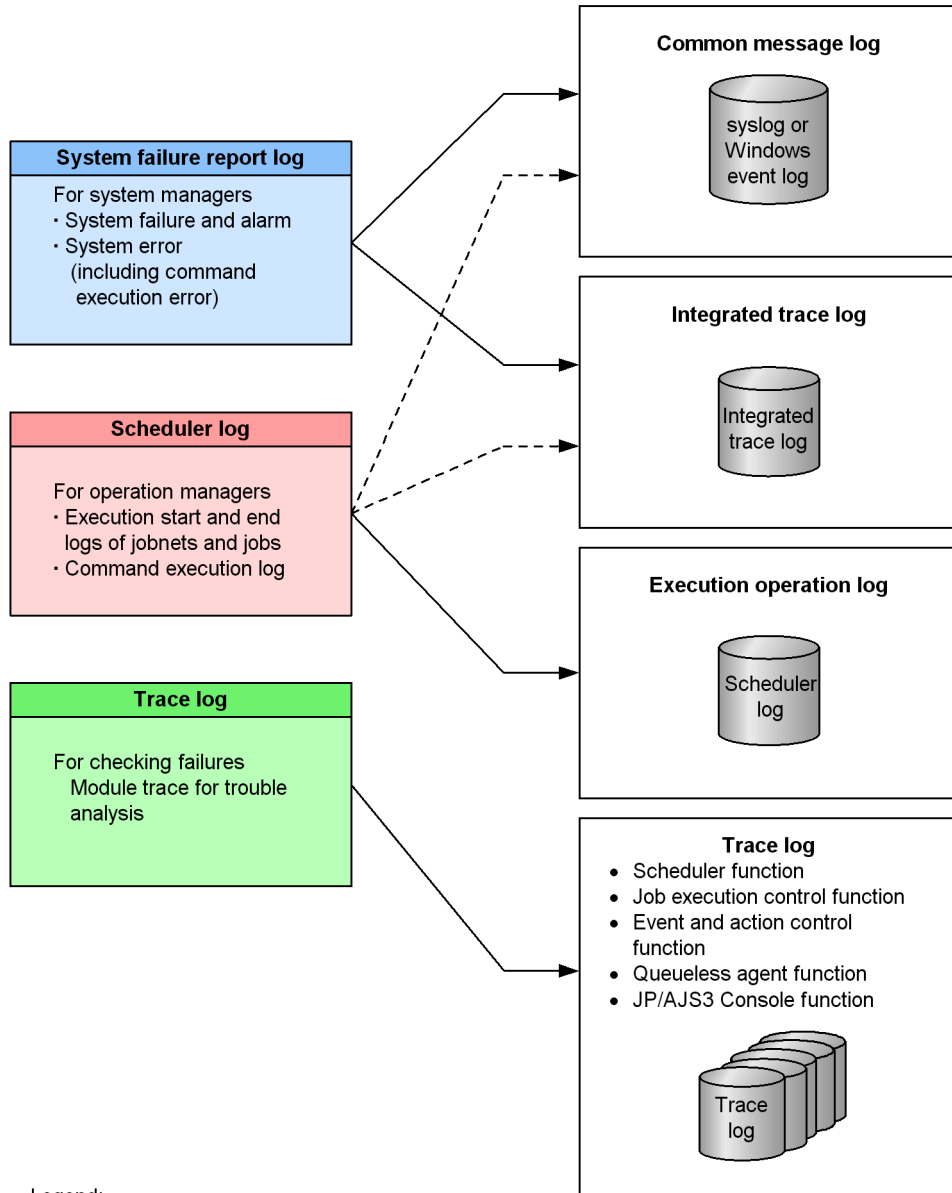 System failure report log
For system managers
· System failure and alarm
· System error
(including command
execution error)
Scheduler log
For operation managers
· Execution start and end
logs of jobnets and jobs
· Command execution log
Trace log
For checking failures
Module trace for trouble
analysis
Common message log
syslog or
Windows
event log
Integrated trace log
Integrated
trace log
Execution operation log
Scheduler
log
Trace log
• Scheduler function
• Job execution control function
• Event and action control
function
• Queueless agent function
• JP/AJS3 Console function
Trace
log
Legend: